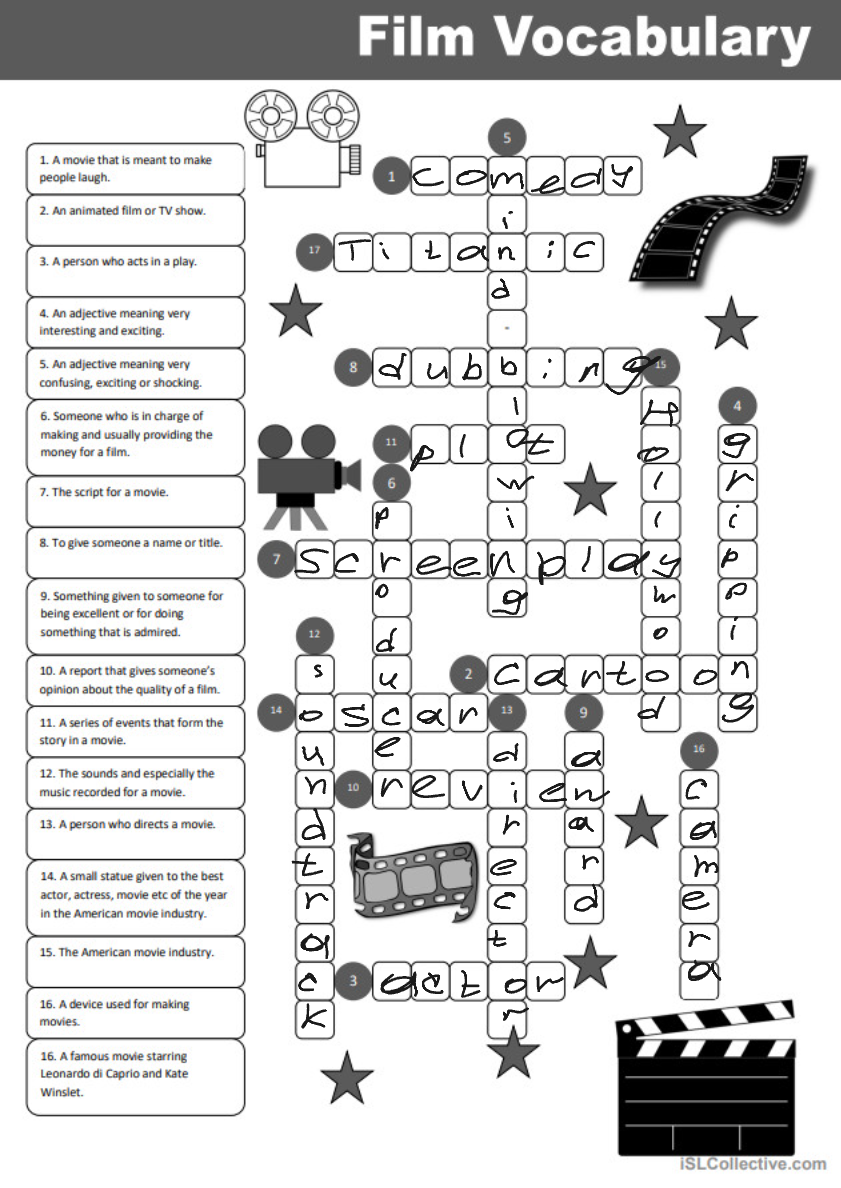 Film Vocabulary
1. A movie that is meant to make
people laugh.
2. An animated film or TV show.
3. A person who acts in a play.
4. An adjective meaning very
interesting and exciting.
5. An adjective meaning very
confusing, exciting or shocking.
6. Someone who is in charge of
making and usually providing the
money for a film.
7. The script for a movie.
8. To give someone a name or title.
9. Something given to someone for
being excellent or for doing
something that is admired.
10. A report that gives someone's
opinion about the quality of a film.
11. A series of events that form the
story in a movie.
12. The sounds and especially the
music recorded for a movie.
13. A person who directs a movie.
14. A small statue given to the best
actor, actress, movie etc of the year
in the American movie industry.
15. The American movie industry.
16. A device used for making
movies.
16. A famous movie starring
Leonardo di Caprio and Kate
Winslet.
5 mind-blowing
1 comedy
17 Titanic
8 dubbing
15 Hollywood
4 gripping
11 plot
6 produce
7 screenplay
12 soundtrack
2 cartoon
14 oscar
13 director
9 award
16 camera
10 review
3 actor
iSLCollective.com